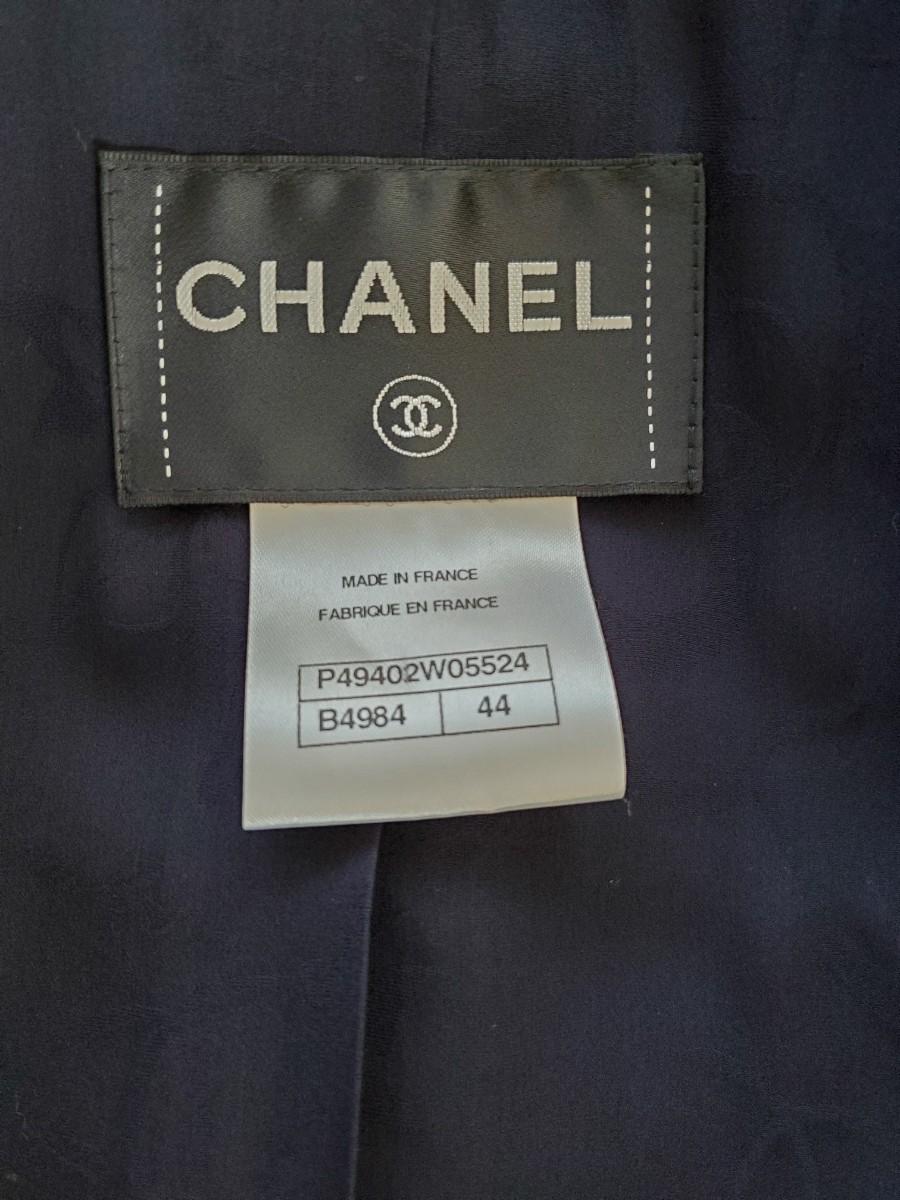 CHANEL
MADE IN FRANCE
FABRIQUE EN FRANCE
P49402W05524
B4984 44